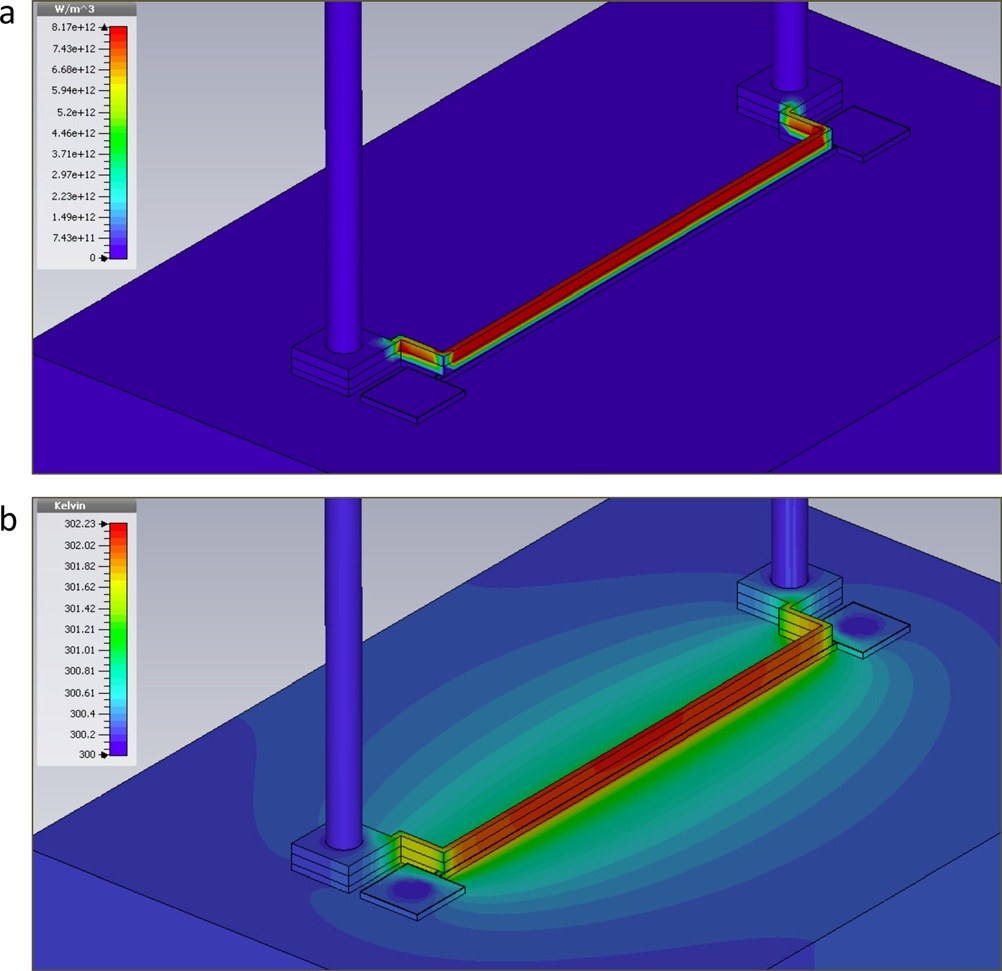 a
W/m^3
8.17e+12
7.43e+12
6.68e+12
5.94e+12
5.2e+12
4.46e+12
3.71e+12
2.97e+12
2.23e+12
1.49e+12
7.43e+11
0
b
Kelvin
302.23
302.02
301.82
301.62
301.42
301.21
301.01
300.81
300.61
300.4
300.2
300